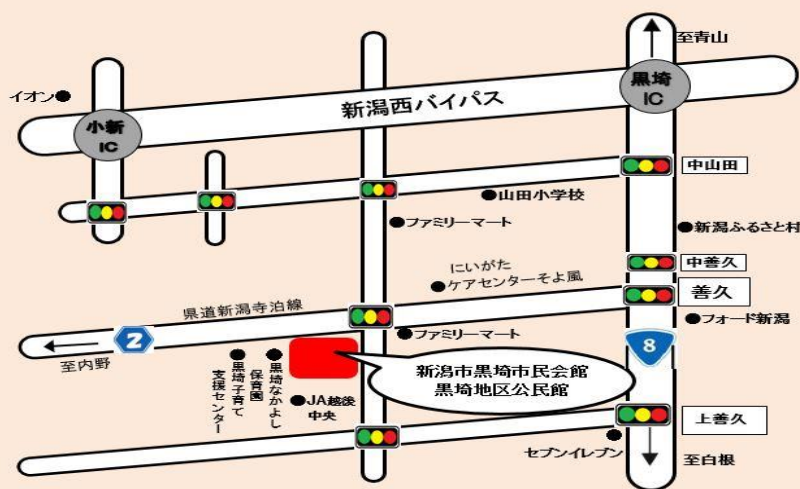 至青山
イオン
黒埼
IC
新潟西バイパス
小新
IC
中山田
山田小学校
ファミリーマート
新潟ふるさと村
中善久
にいがた
ケアセンターそよ風
善久
県道新潟寺泊線
フォード新潟
2
ファミリーマート
8
至内野
新潟市黒埼市民会館
黒埼地区公民館
黒埼なかよし
保育園
黒埼子育て
支援センター
JA越後
中央
上善久
セブンイレブン
至白根